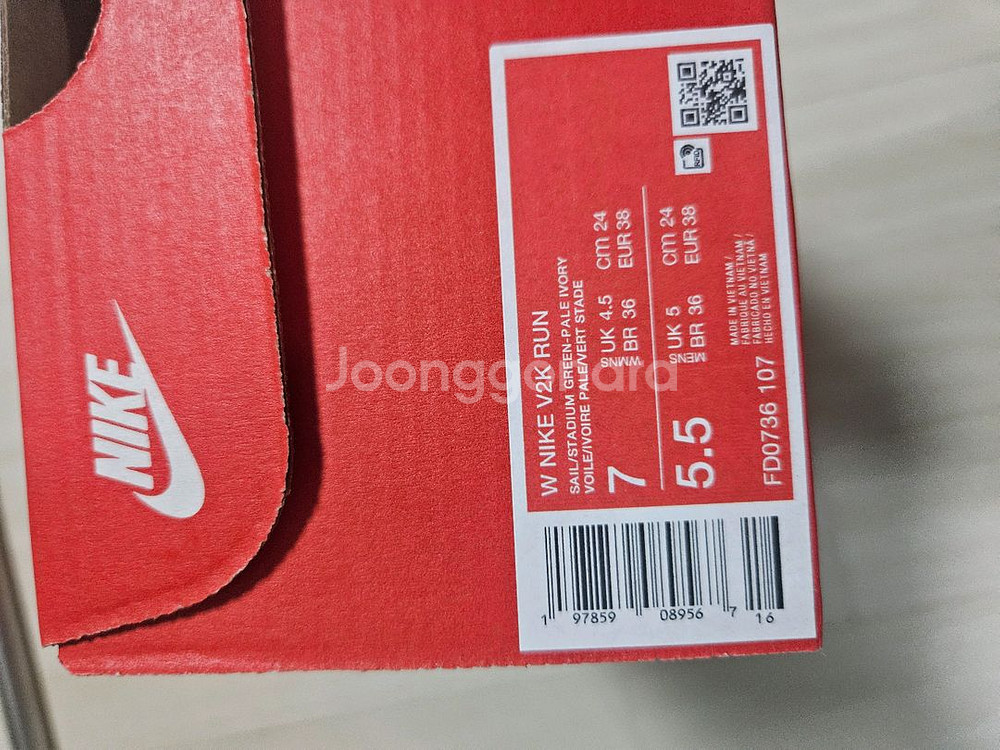 NIKE
W NIKE V2K RUN
SAIL/STADIUM GREEN-PALE IVORY
VOILE/IVOIRE PALE/VERT STADE
7
WMNS
UK 4.5 cm 24
BR 36 EUR 38
5.5
MENS
UK 5 cm 24
BR 36 EUR 38
FD0736 107
MADE IN VIETNAM /
FABRIQUE AU VIETNAM /
FABRICADO NO VIETNÃ /
HECHO EN VIETNAM
RFID
1 97859 08956 7 16
Joonggonara